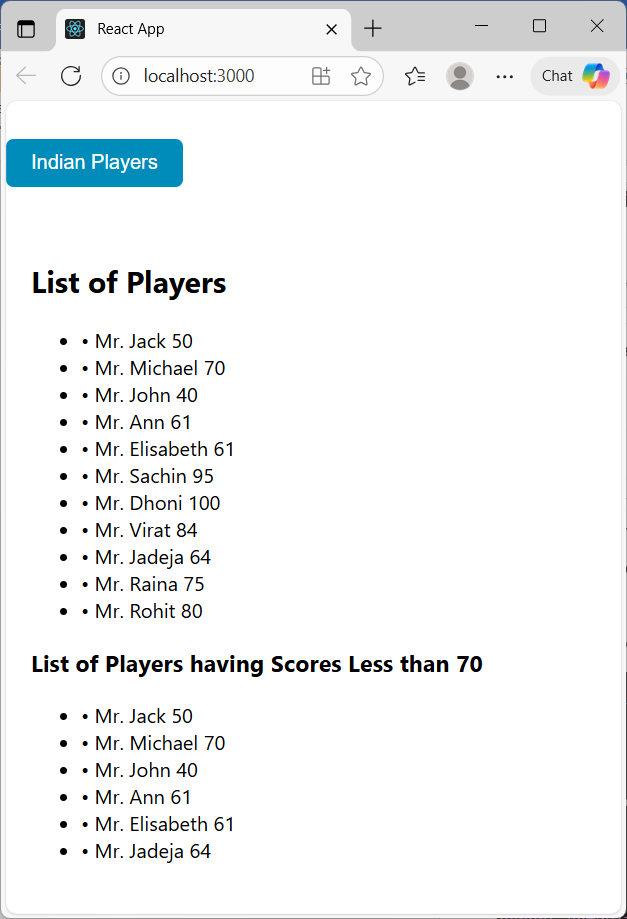 React App
localhost:3000
Chat
Indian Players
List of Players
• • Mr. Jack 50
• • Mr. Michael 70
• • Mr. John 40
• • Mr. Ann 61
• • Mr. Elisabeth 61
• • Mr. Sachin 95
• • Mr. Dhoni 100
• • Mr. Virat 84
• • Mr. Jadeja 64
• • Mr. Raina 75
• • Mr. Rohit 80
List of Players having Scores Less than 70
• • Mr. Jack 50
• • Mr. Michael 70
• • Mr. John 40
• • Mr. Ann 61
• • Mr. Elisabeth 61
• • Mr. Jadeja 64